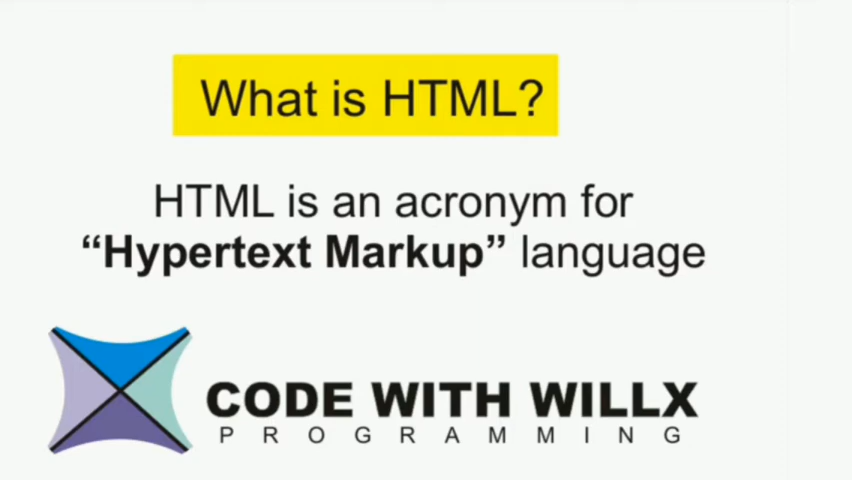 What is HTML?
HTML is an acronym for
“Hypertext Markup” language
CODE WITH WILLX
PROGRAMMING